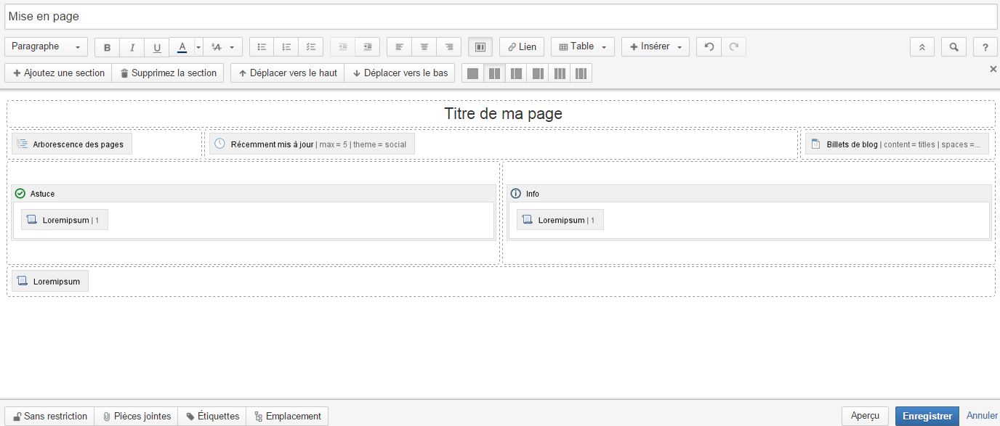 Mise en page
Paragraphe B I U A A Lien Table + Insérer ?
+ Ajoutez une section Supprimez la section ↑ Déplacer vers le haut ↓ Déplacer vers le bas ×
Titre de ma page
Arborescence des pages Récemment mis à jour | max = 5 | theme = social Billets de blog | content = titles | spaces =...
Astuce Info
Loremipsum | 1 Loremipsum | 1
Loremipsum
Sans restriction Pièces jointes Étiquettes Emplacement Aperçu Enregistrer Annuler